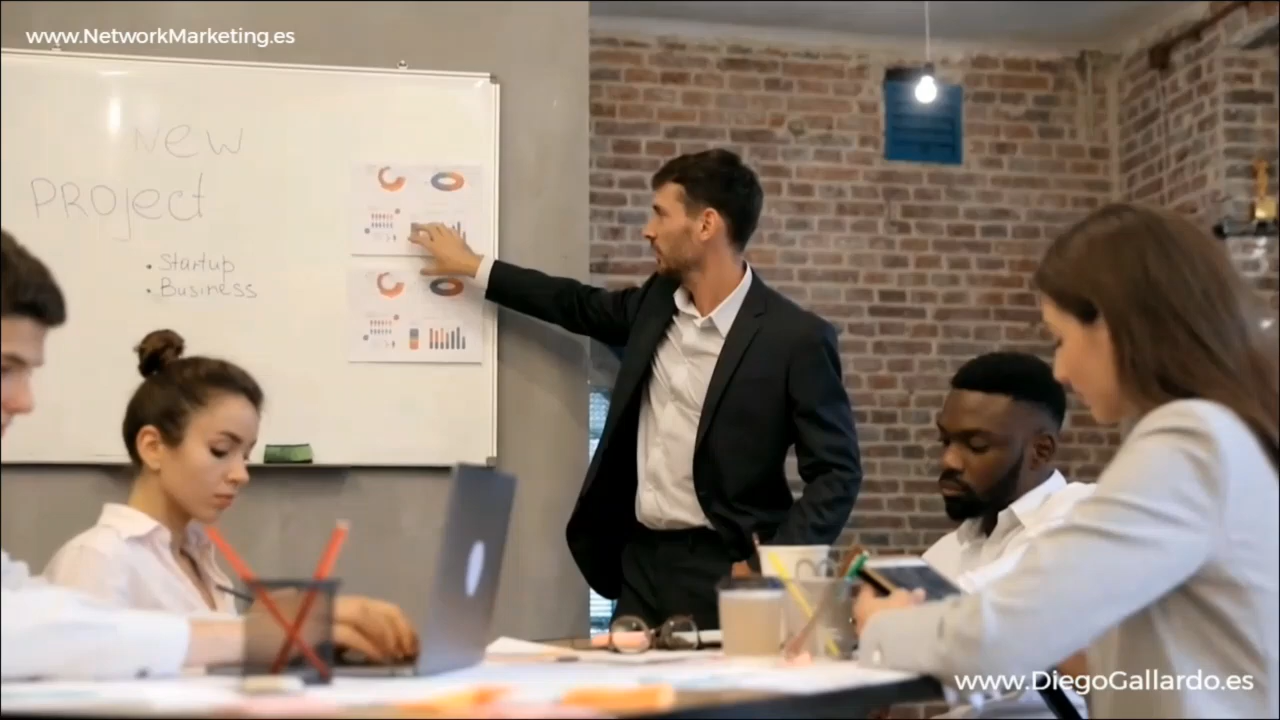 www.NetworkMarketing.es
New
PROject
• Startup
• Business
www.DiegoGallardo.es